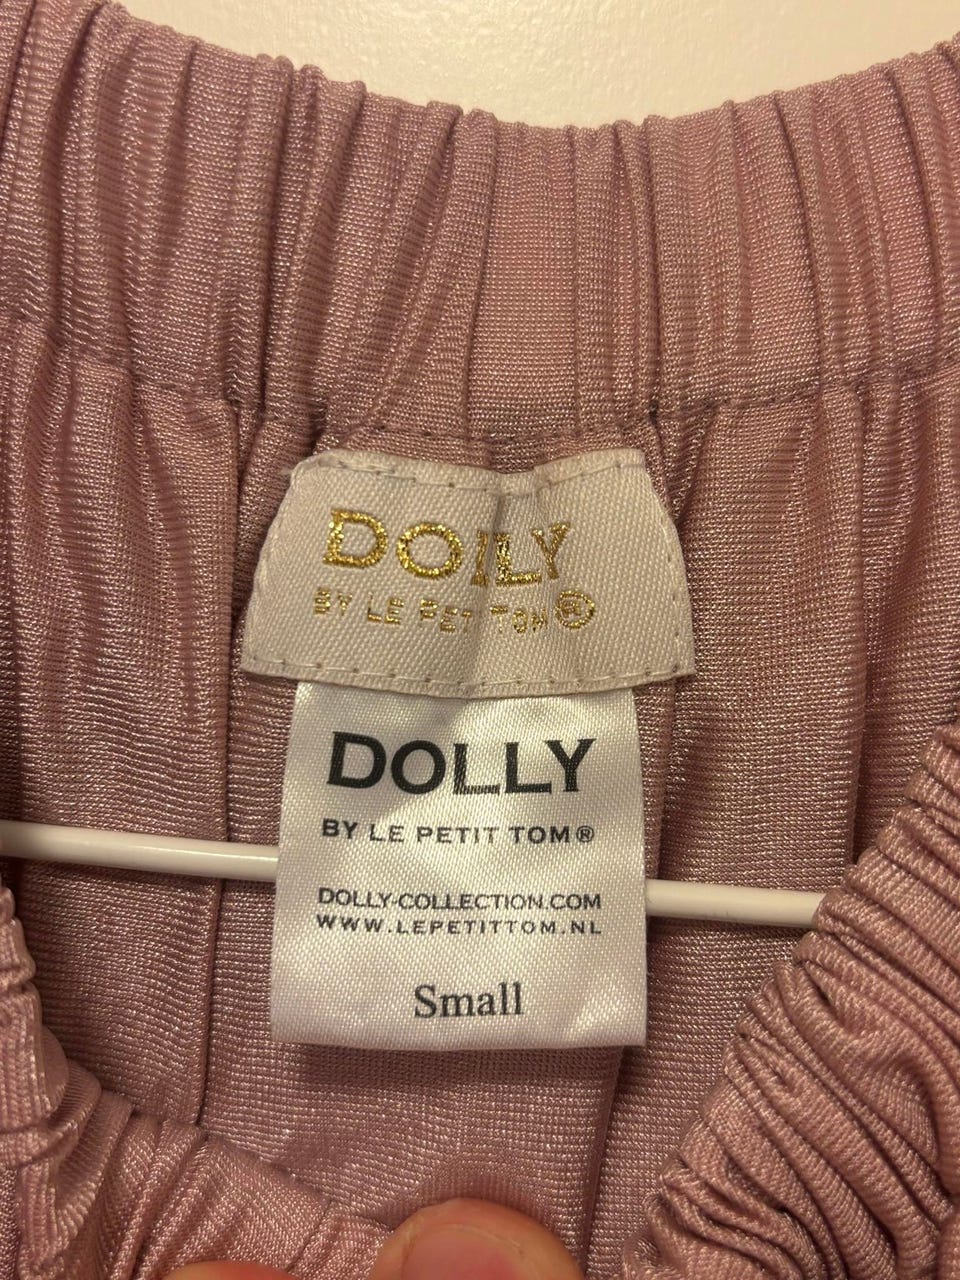 DOLLY
BY LE PETIT TOM®
DOLLY
BY LE PETIT TOM®
DOLLY-COLLECTION.COM
WWW.LEPETITTOM.NL
Small